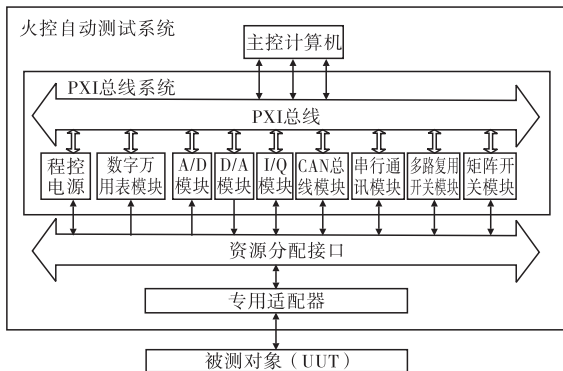 火控自动测试系统
主控计算机
PXI总线系统
PXI总线
程控
电源
数字万
用表模块
A/D
模块
D/A
模块
I/Q
模块
CAN总
线模块
串行通
讯模块
多路复用
开关模块
矩阵开
关模块
资源分配接口
专用适配器
被测对象（UUT）